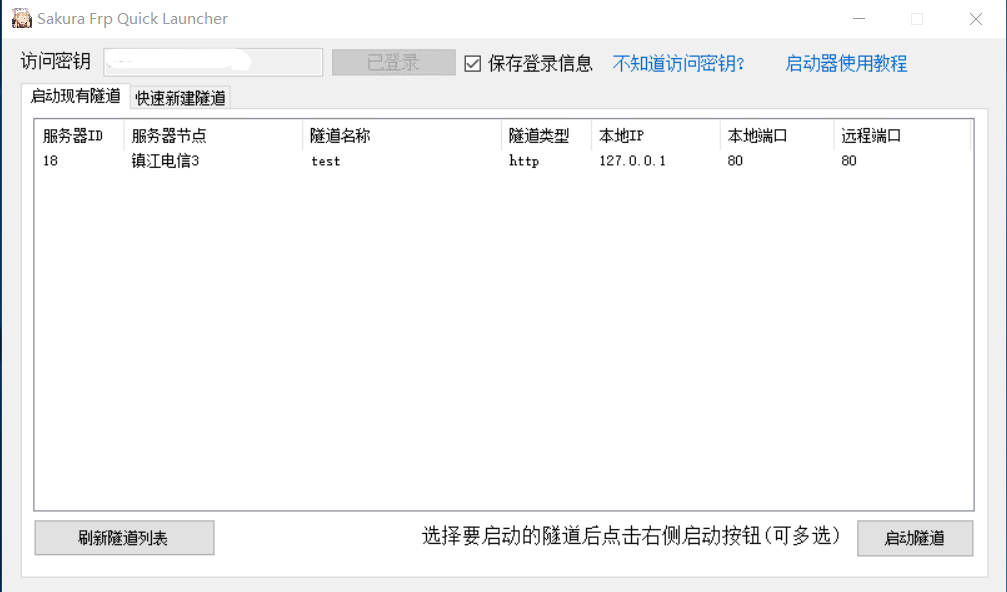 Sakura Frp Quick Launcher
访问密钥 已登录 保存登录信息 不知道访问密钥? 启动器使用教程
启动现有隧道 快速新建隧道
服务器ID 服务器节点 隧道名称 隧道类型 本地IP 本地端口 远程端口
18 镇江电信3 test http 127.0.0.1 80 80
刷新隧道列表 选择要启动的隧道后点击右侧启动按钮(可多选) 启动隧道